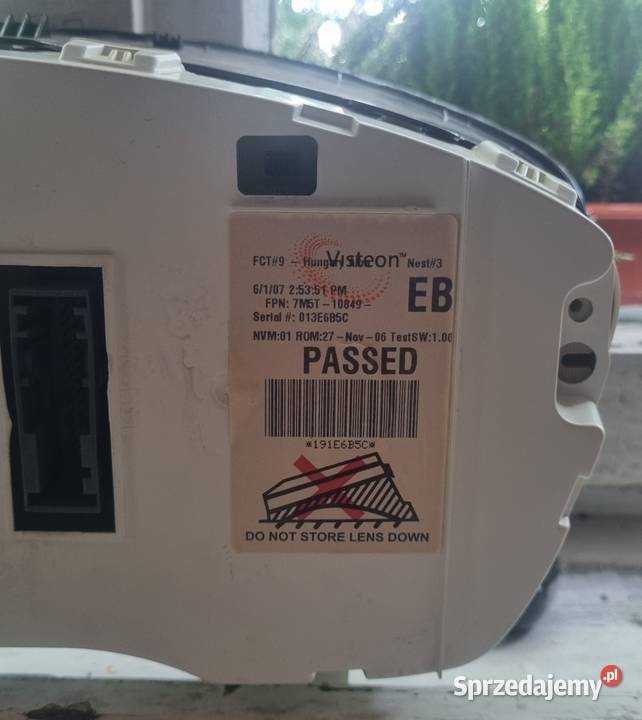 Visteon™
FCT#9 – Hungary Nest#3
6/1/07 2:53:51 PM
FPN: 7M5T-10849-
EB
Serial #: 013E6B5C
NVM:01 ROM:27-Nov-06 TestSW:1.00
PASSED
*191E6B5C*
DO NOT STORE LENS DOWN
Sprzedajemy.pl